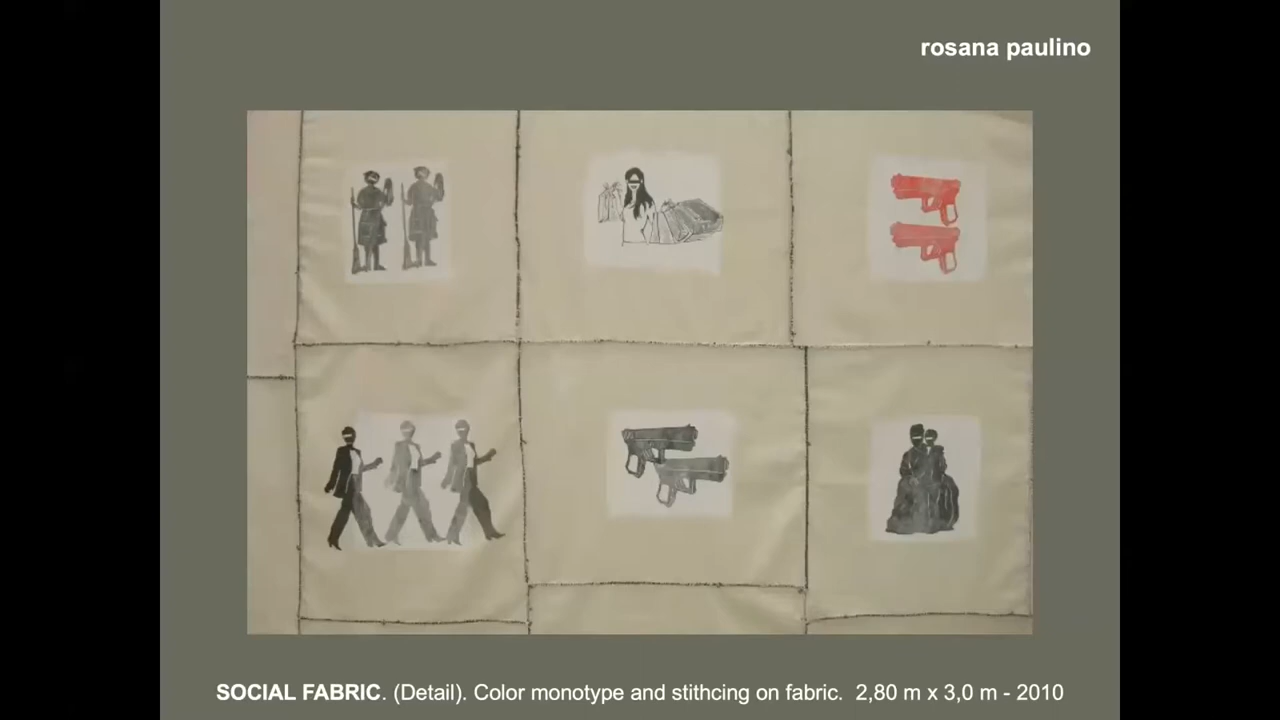 rosana paulino
SOCIAL FABRIC. (Detail). Color monotype and stithcing on fabric.  2,80 m x 3,0 m - 2010